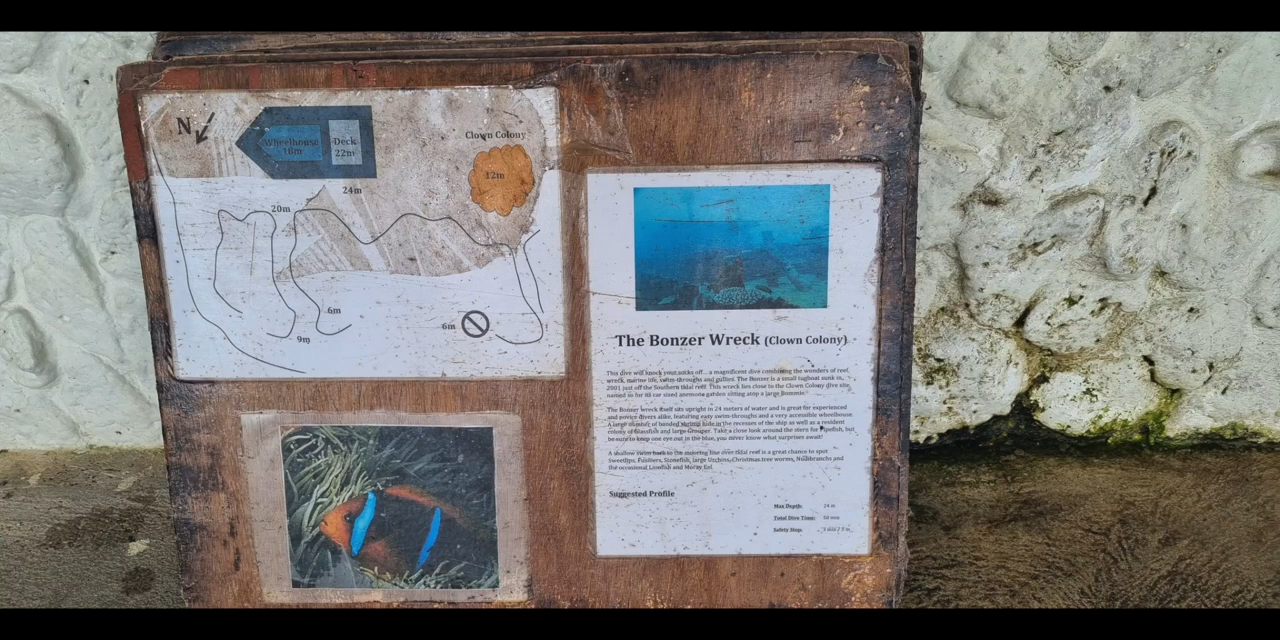 N
Wheelhouse
18m
Deck
22m
Clown Colony
12m
24m
20m
6m
9m
6m
The Bonzer Wreck (Clown Colony)
This dive will knock your socks off... a magnificent dive combining the wonders of reef,
wreck, marine life, swim-throughs and gullies. The Bonzer is a small tugboat sunk in
2001 just off the Southern tidal reef. This wreck lies close to the Clown Colony dive site
named so for its car sized anemone garden sitting atop a large Bommie.
The Bonzer wreck itself sits upright in 24 meters of water and is great for experienced
and novice divers alike, featuring easy swim-throughs and a very accessible wheelhouse.
A large number of banded shrimp hide in the recesses of the ship as well as a resident
colony of Glassfish and large Grouper. Take a close look around the stern for Pipefish, but
be sure to keep one eye out in the blue, you never know what surprises await!
A shallow swim back to the mooring line over tidal reef is a great chance to spot
Sweetlips, Fusiliers, Stonefish, large Urchins, Christmas tree worms, Nudibranchs and
the occasional Lionfish and Moray Eel.
Suggested Profile
Max Depth: 24 m
Total Dive Time: 50 min
Safety Stop: 3 min / 5 m